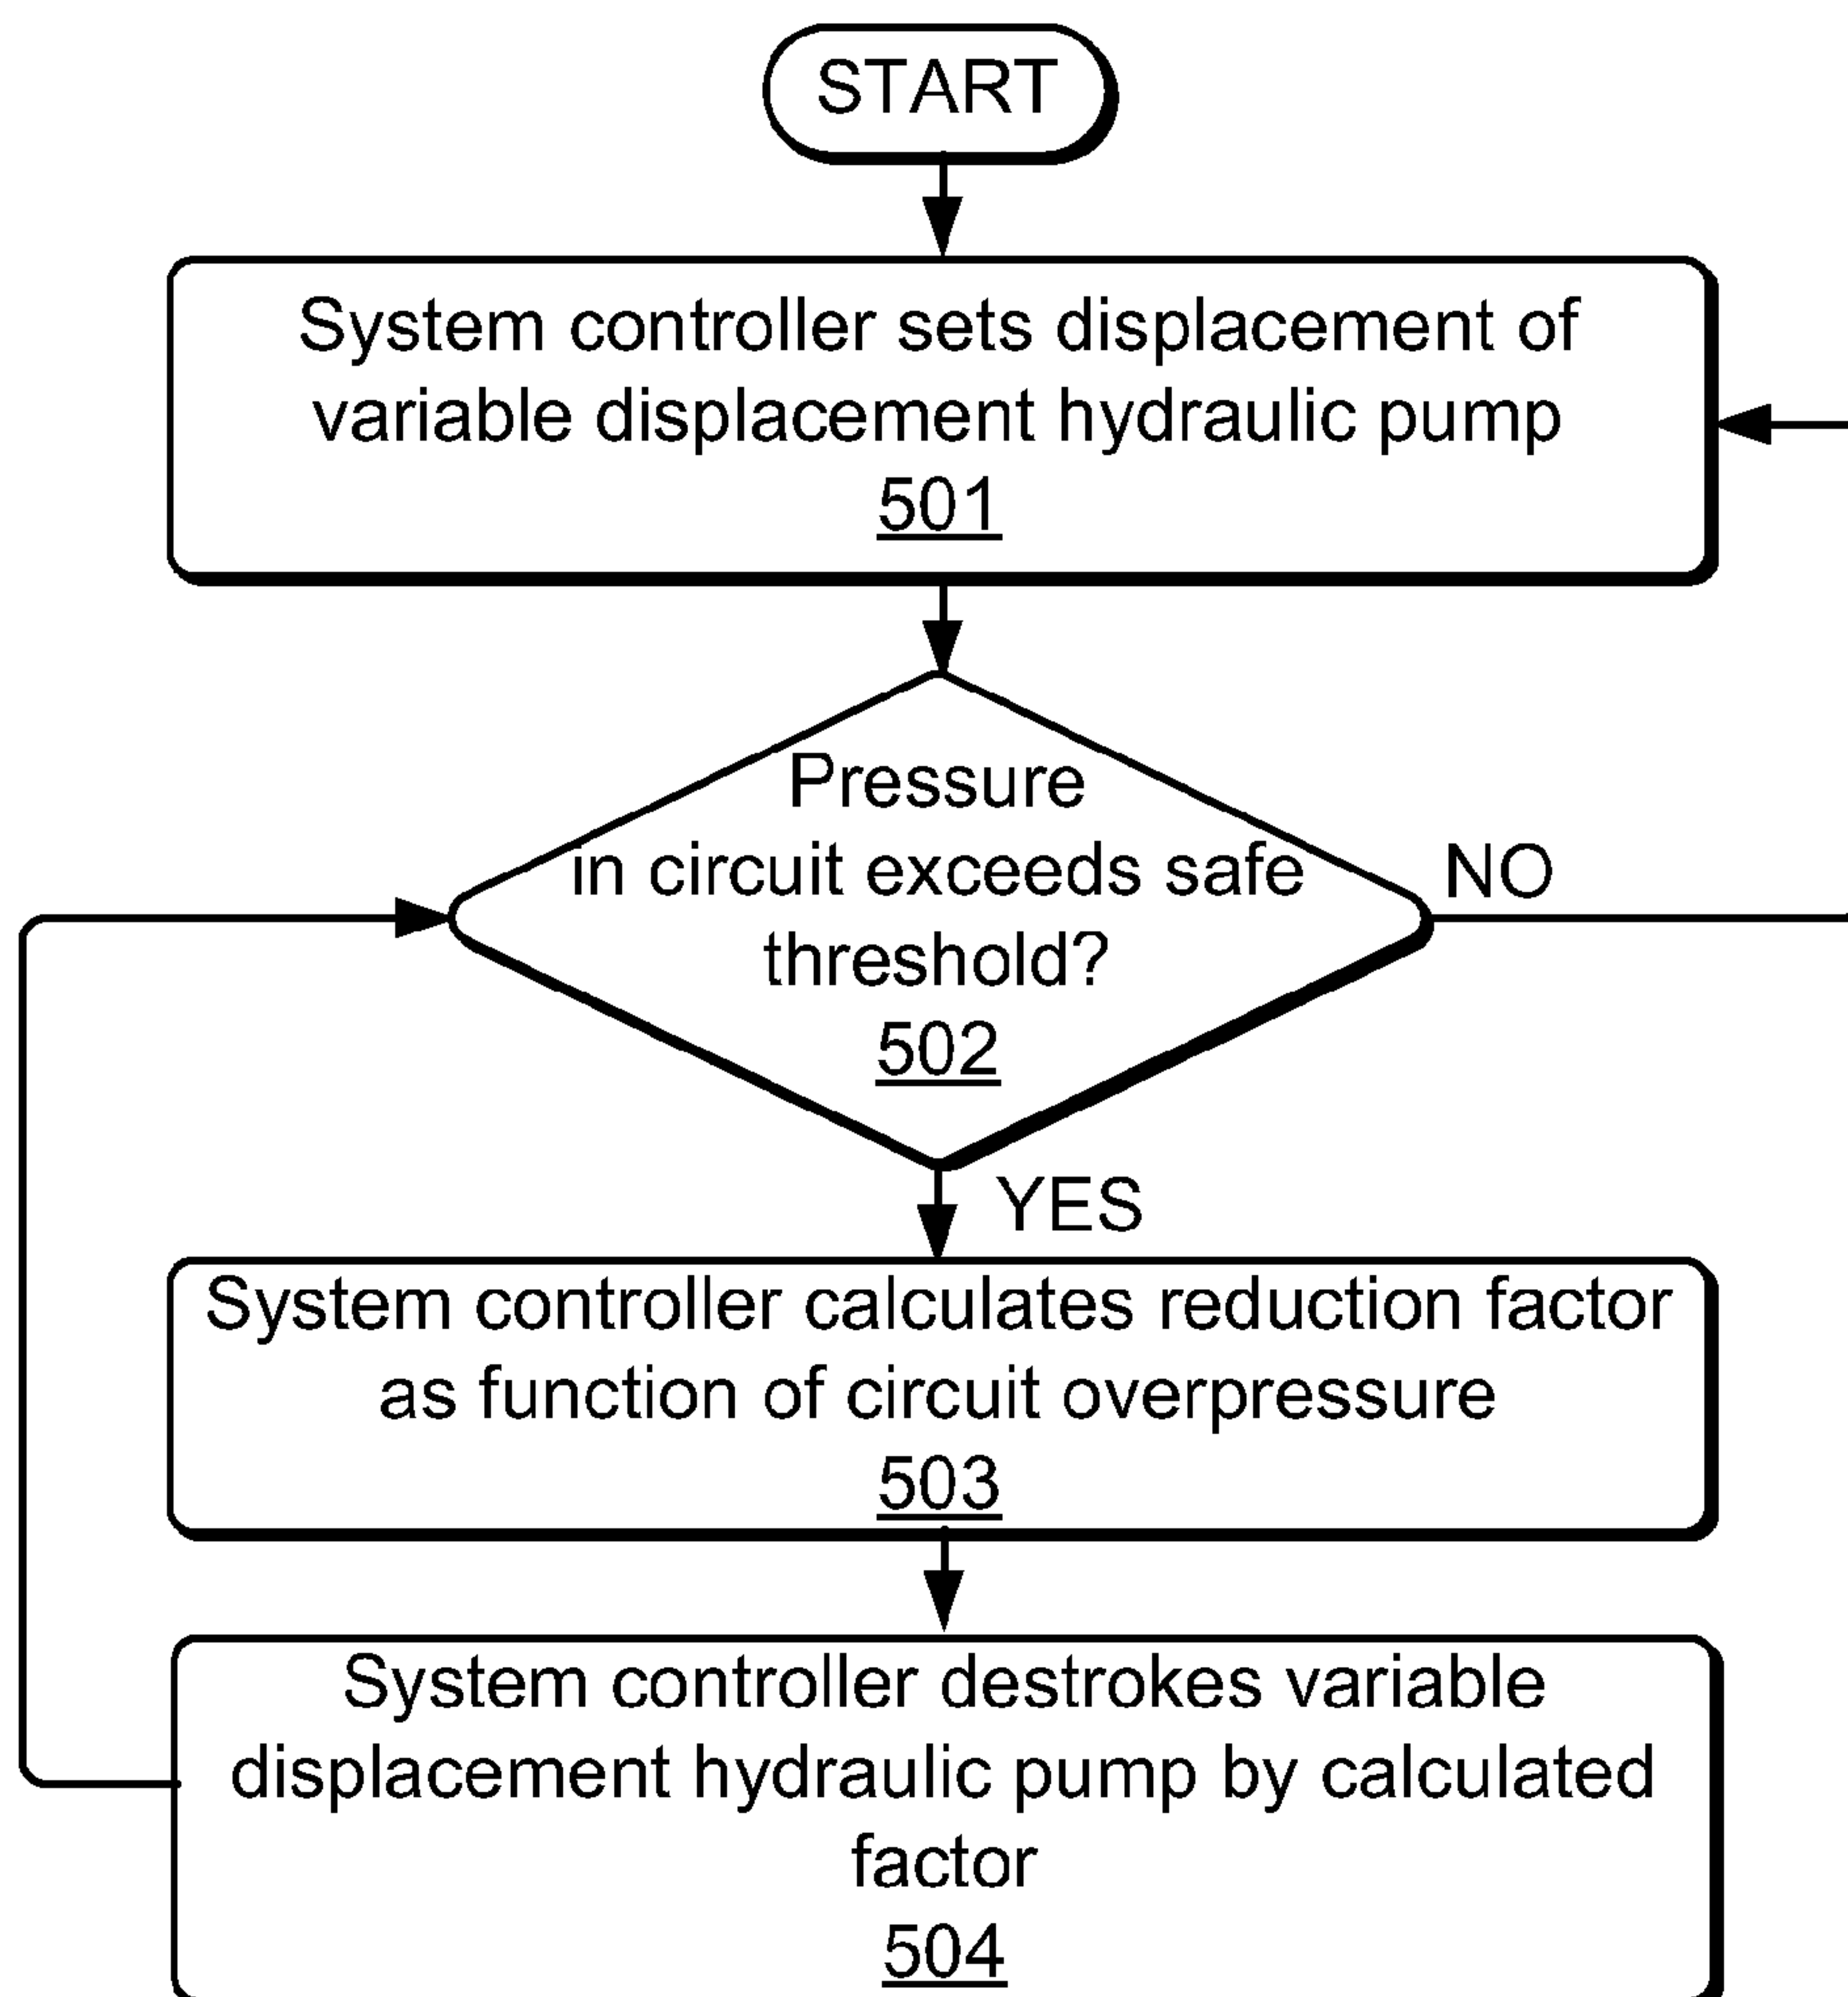 START
System controller sets displacement of
variable displacement hydraulic pump
501
Pressure
in circuit exceeds safe
threshold?
502
NO
YES
System controller calculates reduction factor
as function of circuit overpressure
503
System controller destrokes variable
displacement hydraulic pump by calculated
factor
504